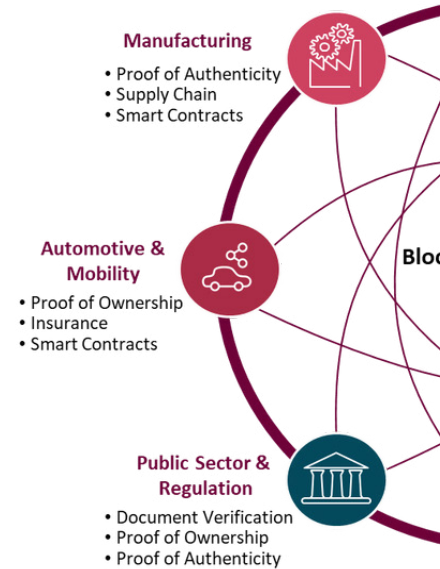 Manufacturing
• Proof of Authenticity
• Supply Chain
• Smart Contracts
Automotive &
Mobility
• Proof of Ownership
• Insurance
• Smart Contracts
Public Sector &
Regulation
• Document Verification
• Proof of Ownership
• Proof of Authenticity